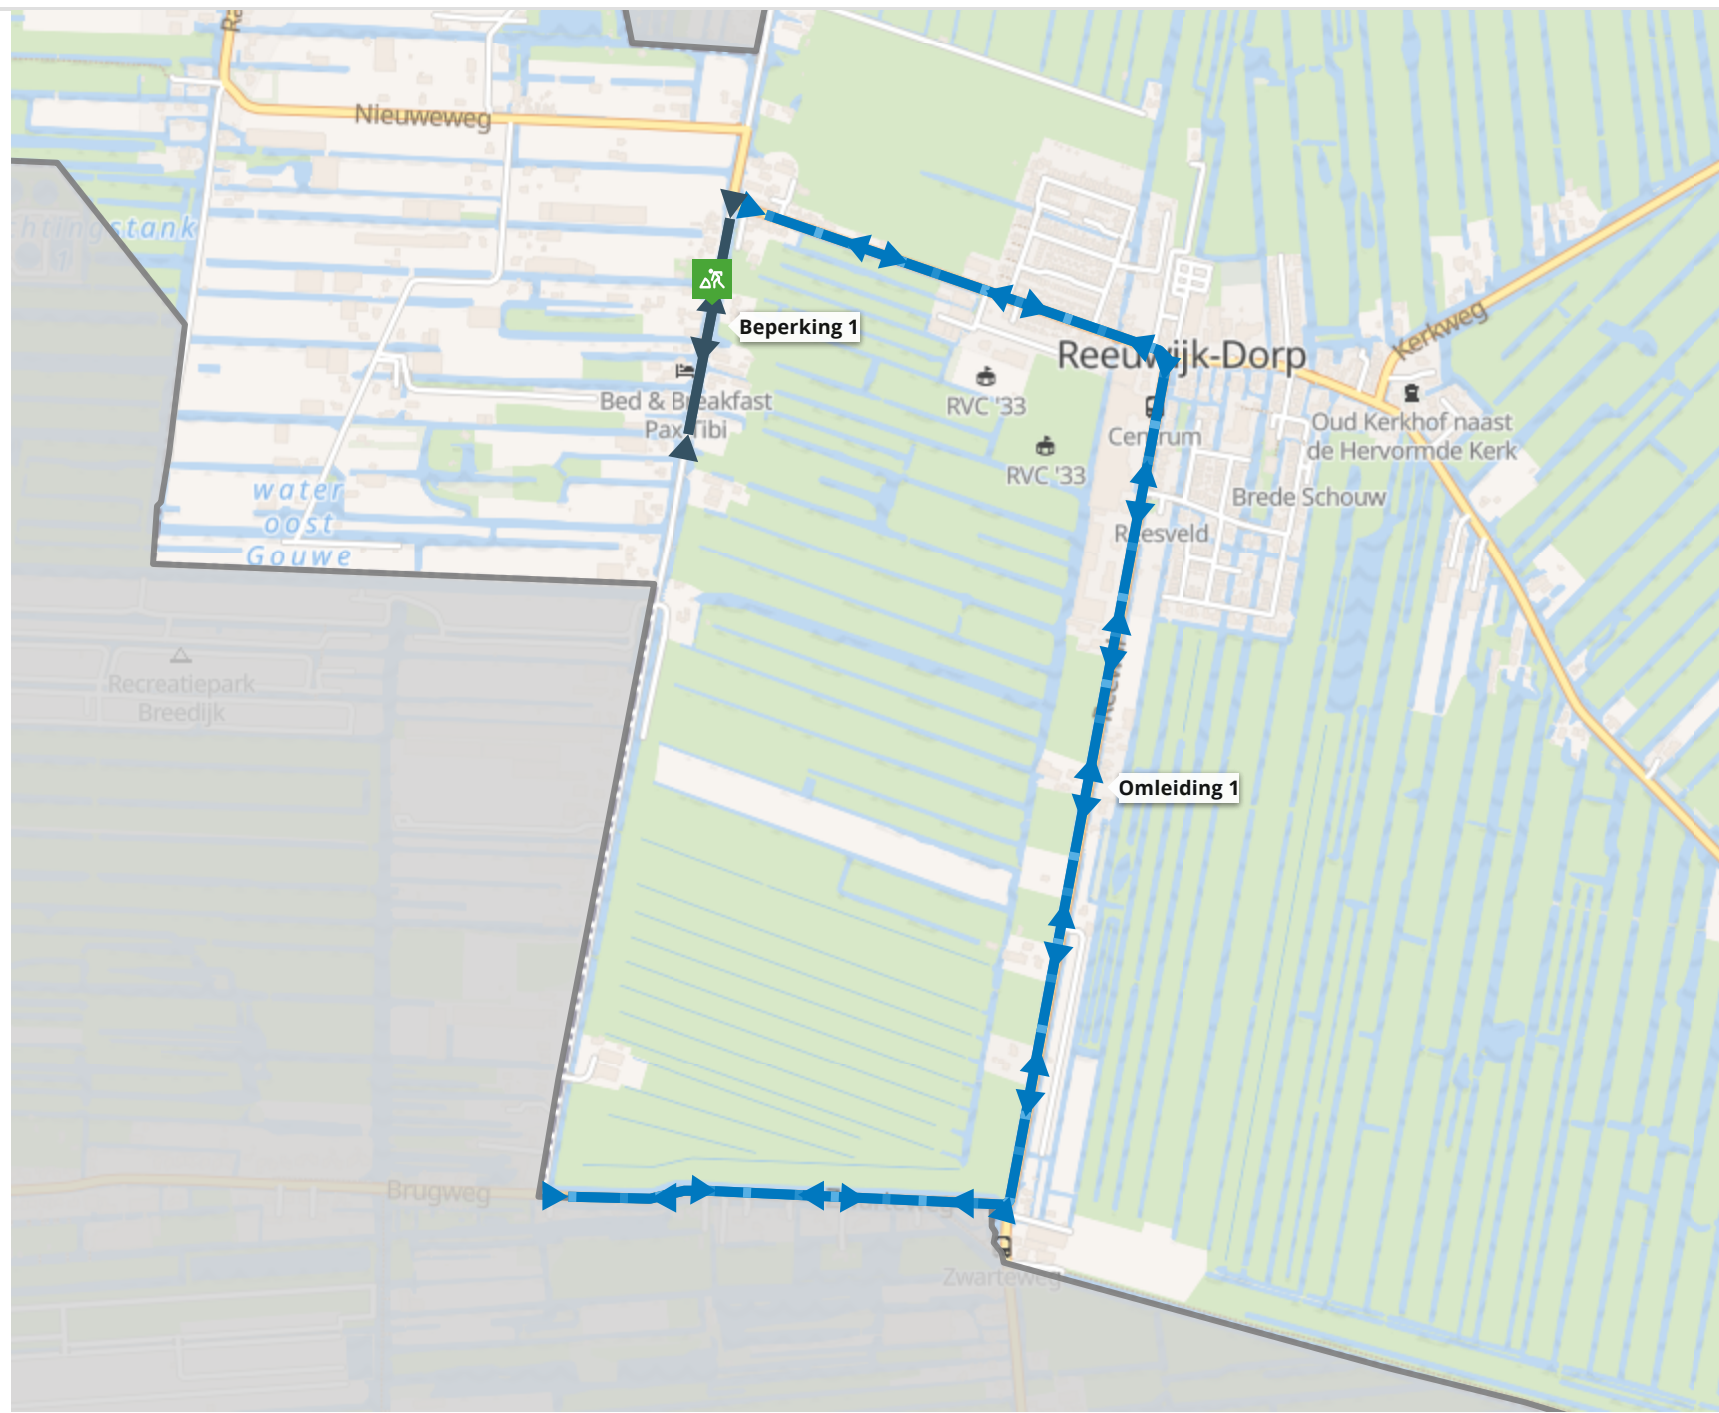 Nieuweweg
Beperking 1
Kerkweg
Reeuwijk-Dorp
Bed & Breakfast
Pax Tibi
RVC '33
Centrum
Oud Kerkhof naast
de Hervormde Kerk
RVC '33
Brede Schouw
water
oost
Gouwe
Reesveld
Recreatiepark
Breedijk
Omleiding 1
Brugweg
Zwarteweg
Zwarteweg